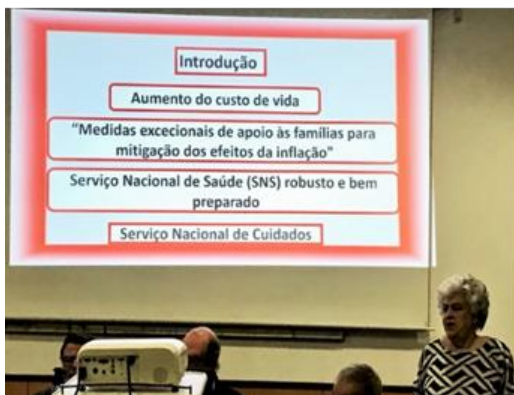 Introdução
Aumento do custo de vida
“Medidas excecionais de apoio às famílias para
mitigação dos efeitos da inflação"
Serviço Nacional de Saúde (SNS) robusto e bem
preparado
Serviço Nacional de Cuidados